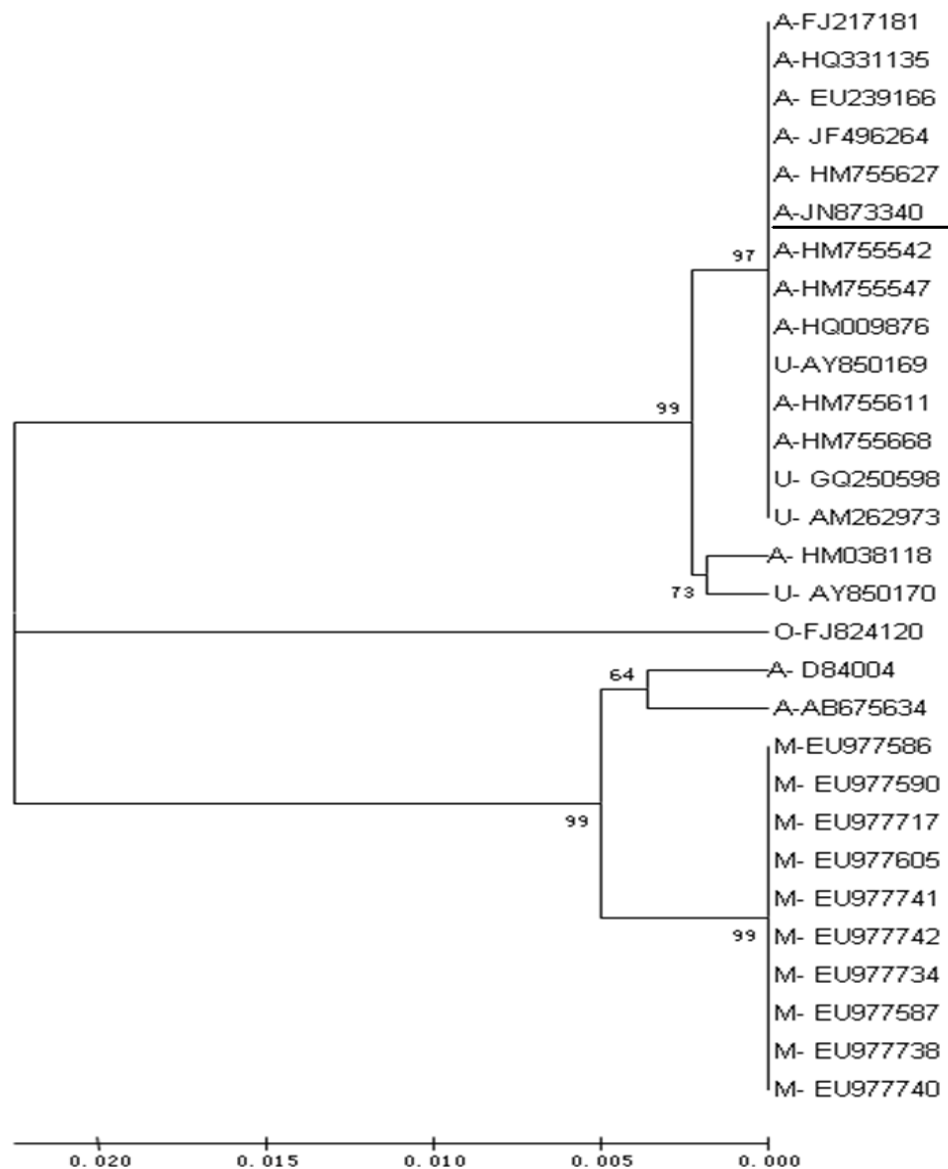 A-FJ217181
A-HQ331135
A- EU239166
A- JF496264
A- HM755627
A-JN873340
97
A-HM755542
A-HM755547
A-HQ009876
U-AY850169
99
A-HM755611
A-HM755668
U- GQ250598
U- AM262973
A- HM038118
73
U- AY850170
O-FJ824120
64
A- D84004
A-AB675634
M-EU977586
M- EU977590
99
M- EU977717
M- EU977605
M- EU977741
99
M- EU977742
M- EU977734
M- EU977587
M- EU977738
M- EU977740
0.020 0.015 0.010 0.005 0.000